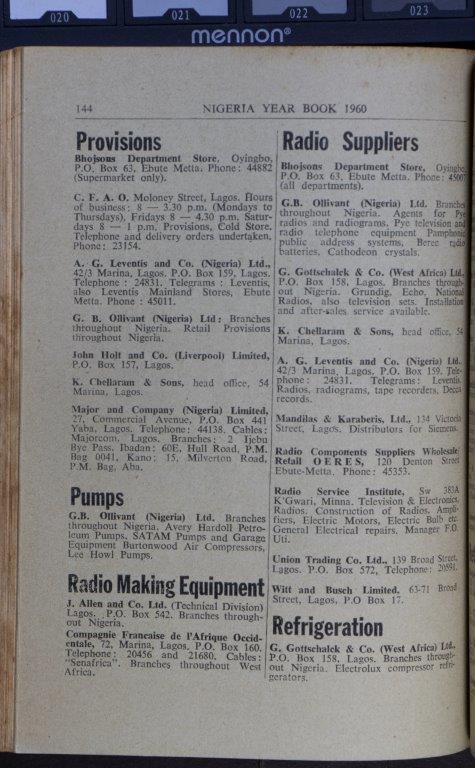 020
021
022
023
mennon®
144
NIGERIA YEAR BOOK 1960
Provisions
Bhojsons Department Store, Oyingbo,
P.O. Box 63, Ebute Metta. Phone: 44882
(Supermarket only).
C. F. A. O. Moloney Street, Lagos. Hours
of business: 8 — 3.30 p.m. (Mondays to
Thursdays), Fridays 8 — 4.30 p.m. Satur-
days 8 — 1 p.m. Provisions, Cold Store.
Telephone and delivery orders undertaken.
Phone: 23154.
A. G. Leventis and Co. (Nigeria) Ltd.,
42/3 Marina, Lagos. P.O. Box 159, Lagos.
Telephone : 24831. Telegrams : Leventis,
also Leventis Mainland Stores, Ebute
Metta. Phone : 45011.
G. B. Ollivant (Nigeria) Ltd : Branches
throughout Nigeria. Retail Provisions
throughout Nigeria.
John Holt and Co. (Liverpool) Limited,
P.O. Box 157, Lagos.
K. Chellaram & Sons, head office, 54
Marina, Lagos.
Major and Company (Nigeria) Limited,
27, Commercial Avenue, P.O. Box 441
Yaba, Lagos. Telephone : 44138. Cables:
Majorcom, Lagos. Branches: 2 Ijebu
Bye Pass, Ibadan: 60E, Hull Road, P.M.
Bag 0041, Kano: 15, Milverton Road,
P.M. Bag, Aba.
Pumps
G.B. Ollivant (Nigeria) Ltd. Branches
throughout Nigeria. Avery Hardoll Petro-
leum Pumps. SATAM Pumps and Garage
Equipment Burtonwood Air Compressors,
Lee Howl Pumps.
Radio Making Equipment
J. Allen and Co. Ltd. (Technical Division)
Lagos. P.O. Box 542. Branches through-
out Nigeria.
Compagnie Francaise de l'Afrique Occid-
entale, 72, Marina, Lagos. P.O. Box 160.
Telephone: 20456 and 21680. Cables:
"Senafrica". Branches throughout West
Africa.
Radio Suppliers
Bhojsons Department Store, Oyingbo,
P.O. Box 63, Ebute Metta. Phone:
(all departments).
G.B. Ollivant (Nigeria) Ltd. Branches
throughout Nigeria. Agents for Pye
radios and radiograms. Pye television and
radio telephone equipment Pamphonic
public address systems, Berec radio
batteries. Cathodeon crystals.
G. Gottschalck & Co. (West Africa) Ltd.,
P.O. Box 158, Lagos. Branches through-
out Nigeria. Grundig, Echo, National
Radios, also television sets. Installation
and after-sales service available.
K. Chellaram & Sons, head office, 54
Marina, Lagos.
A. G. Leventis and Co. (Nigeria) Ltd.
42/3 Marina, Lagos. P.O. Box 159. Tele-
phone: 24831. Telegrams: Leventis.
Radios, radiograms, tape recorders, Decca
records.
Mandilas & Karaberis, Ltd., 134 Victoria
Street, Lagos. Distributors for Siemens.
Radio Components Suppliers Wholesale/
Retail O E R E S, 120 Denton Street
Ebute-Metta. Phone: 45353.
Radio Service Institute, Sw 383A
K'Gwari, Minna. Television & Electronics,
Radios. Construction of Radios. Ampli-
fiers, Electric Motors, Electric Bulb etc.
General Electrical repairs. Manager F.O.
Uti.
Union Trading Co. Ltd., 139 Broad Street,
Lagos. P.O. Box 572, Telephone: 20891.
Witt and Busch Limited. 63-71 Broad
Street, Lagos, P.O Box 17.
Refrigeration
G. Gottschalck & Co. (West Africa) Ltd.,
P.O. Box 158, Lagos. Branches through-
out Nigeria. Electrolux compressor refri-
gerators.